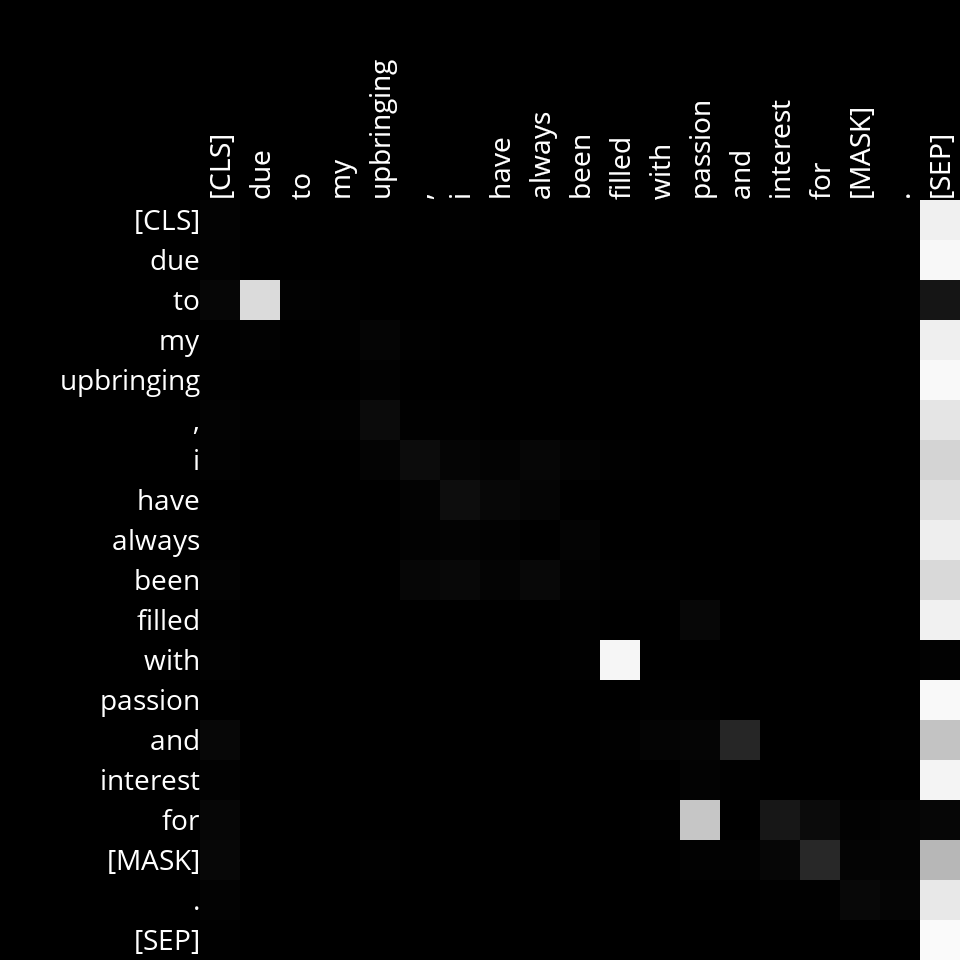 [CLS] due to my upbringing , i have always been filled with passion and interest for [MASK] . [SEP]
[CLS]
due
to
my
upbringing
,
i
have
always
been
filled
with
passion
and
interest
for
[MASK]
.
[SEP]